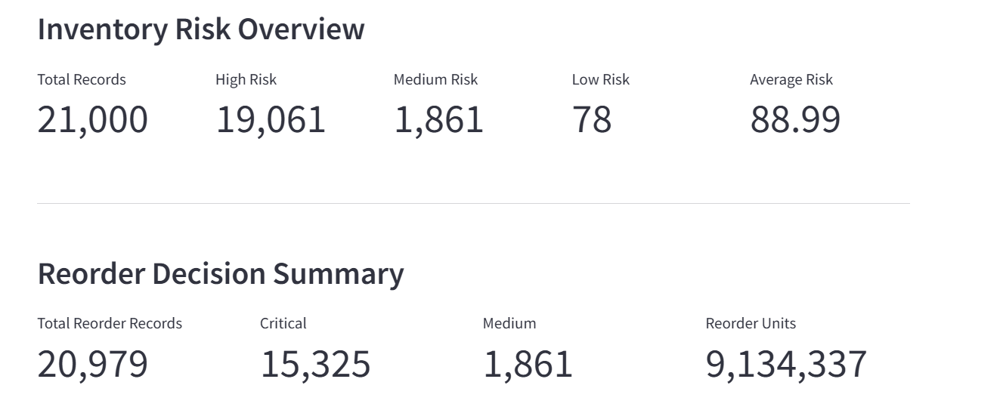 Inventory Risk Overview
Total Records High Risk Medium Risk Low Risk Average Risk
21,000 19,061 1,861 78 88.99
Reorder Decision Summary
Total Reorder Records Critical Medium Reorder Units
20,979 15,325 1,861 9,134,337